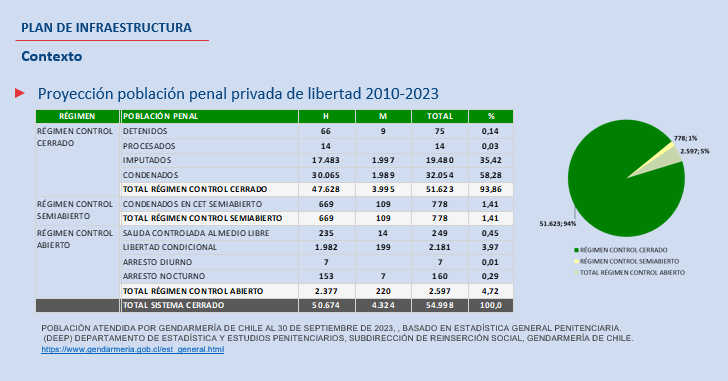 PLAN DE INFRAESTRUCTURA
Contexto
Proyección población penal privada de libertad 2010-2023
RÉGIMEN POBLACIÓN PENAL H M TOTAL %
RÉGIMEN CONTROL CERRADO DETENIDOS 66 9 75 0,14
PROCESADOS 14 14 0,03
IMPUTADOS 17.483 1.997 19.480 35,42
CONDENADOS 30.065 1.989 32.054 58,28
TOTAL RÉGIMEN CONTROL CERRADO 47.628 3.995 51.623 93,86
RÉGIMEN CONTROL SEMIABIERTO CONDENADOS EN CET SEMIABIERTO 669 109 778 1,41
TOTAL RÉGIMEN CONTROL SEMIABIERTO 669 109 778 1,41
RÉGIMEN CONTROL ABIERTO SALIDA CONTROLADA AL MEDIO LIBRE 235 14 249 0,45
LIBERTAD CONDICIONAL 1.982 199 2.181 3,97
ARRESTO DIURNO 7 7 0,01
ARRESTO NOCTURNO 153 7 160 0,29
TOTAL RÉGIMEN CONTROL ABIERTO 2.377 220 2.597 4,72
TOTAL SISTEMA CERRADO 50.674 4.324 54.998 100,0
778; 1%
2.597; 5%
51.623; 94%
RÉGIMEN CONTROL CERRADO
RÉGIMEN CONTROL SEMIABIERTO
TOTAL RÉGIMEN CONTROL ABIERTO
POBLACIÓN ATENDIDA POR GENDARMERÍA DE CHILE AL 30 DE SEPTIEMBRE DE 2023, , BASADO EN ESTADÍSTICA GENERAL PENITENCIARIA.
(DEEP) DEPARTAMENTO DE ESTADÍSTICA Y ESTUDIOS PENITENCIARIOS, SUBDIRECCIÓN DE REINSERCIÓN SOCIAL, GENDARMERÍA DE CHILE.
https://www.gendarmeria.gob.cl/est_general.html